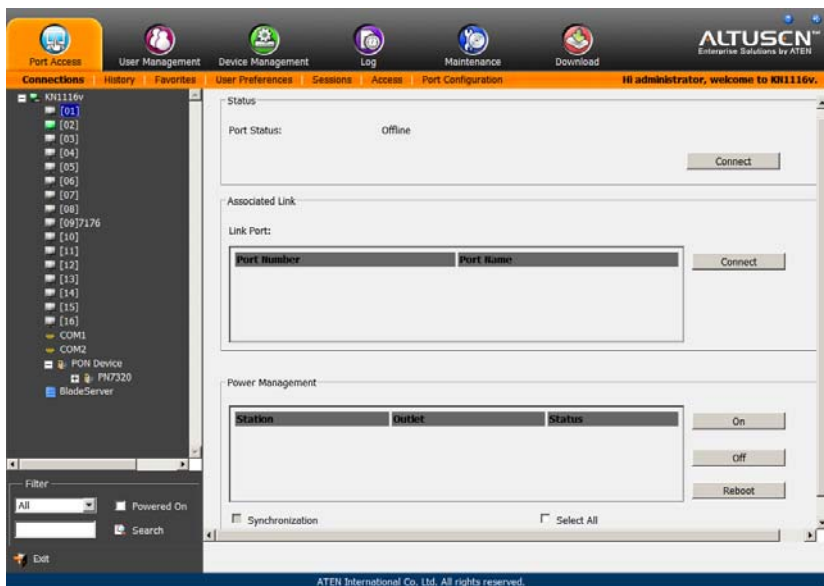 ALTUSCN™
Enterprise Solutions by ATEN
Port Access
User Management
Device Management
Log
Maintenance
Download
Connections
History
Favorites
User Preferences
Sessions
Access
Port Configuration
Hi administrator, welcome to KN1116v.
KN1116v
[01]
[02]
[03]
[04]
[05]
[06]
[07]
[08]
[09]7176
[10]
[11]
[12]
[13]
[14]
[15]
[16]
COM1
COM2
PON Device
PN7320
BladeServer
Filter
All
Powered On
Search
Exit
Status
Port Status: Offline
Connect
Associated Link
Link Port:
Port Number Port Name
Connect
Power Management
Station Outlet Status
On
Off
Reboot
Synchronization Select All
ATEN International Co. Ltd. All rights reserved.